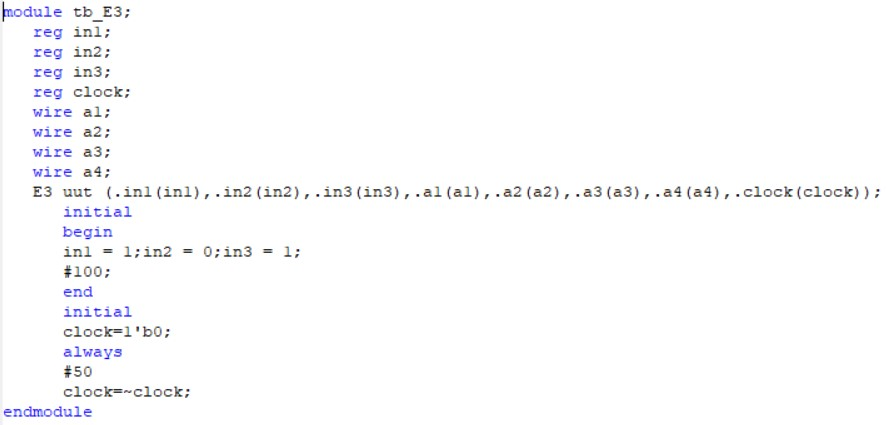 module tb_E3;
reg in1;
reg in2;
reg in3;
reg clock;
wire a1;
wire a2;
wire a3;
wire a4;
E3 uut (.in1(in1),.in2(in2),.in3(in3),.a1(a1),.a2(a2),.a3(a3),.a4(a4),.clock(clock));
initial
begin
in1 = 1;in2 = 0;in3 = 1;
#100;
end
initial
clock=1'b0;
always
#50
clock=~clock;
endmodule